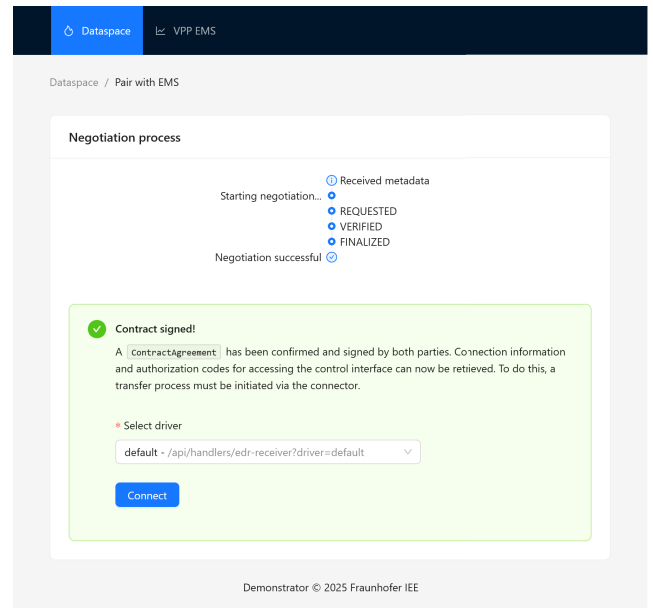 Dataspace VPP EMS
Dataspace / Pair with EMS
Negotiation process
Received metadata
Starting negotiation...
REQUESTED
VERIFIED
FINALIZED
Negotiation successful
Contract signed!
A ContractAgreement has been confirmed and signed by both parties. Connection information
and authorization codes for accessing the control interface can now be retrieved. To do this, a
transfer process must be initiated via the connector.
* Select driver
default - /api/handlers/edr-receiver?driver=default
Connect
Demonstrator © 2025 Fraunhofer IEE